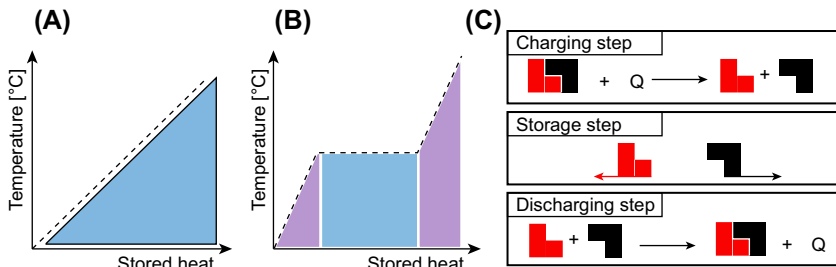 (A)
Temperature [°C]
Stored heat
(B)
Temperature [°C]
Stored heat
(C)
Charging step
+ Q +
Storage step
Discharging step
+ + Q